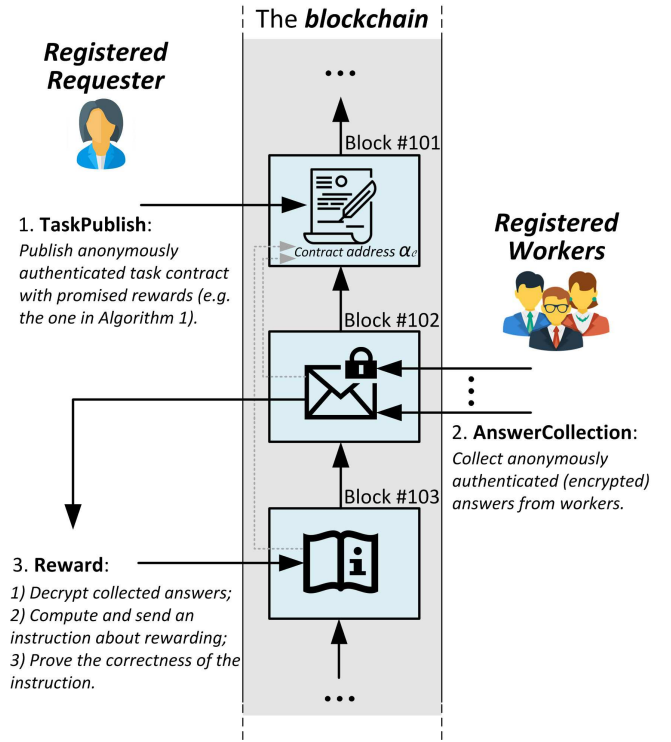 The blockchain
Registered
Requester
...
Block #101
1. TaskPublish:
Publish anonymously
authenticated task contract
with promised rewards (e.g.
the one in Algorithm 1).
Contract address α
Registered
Workers
Block #102
...
2. AnswerCollection:
Collect anonymously
authenticated (encrypted)
answers from workers.
Block #103
i
3. Reward:
1) Decrypt collected answers;
2) Compute and send an
instruction about rewarding;
3) Prove the correctness of the
instruction.
...